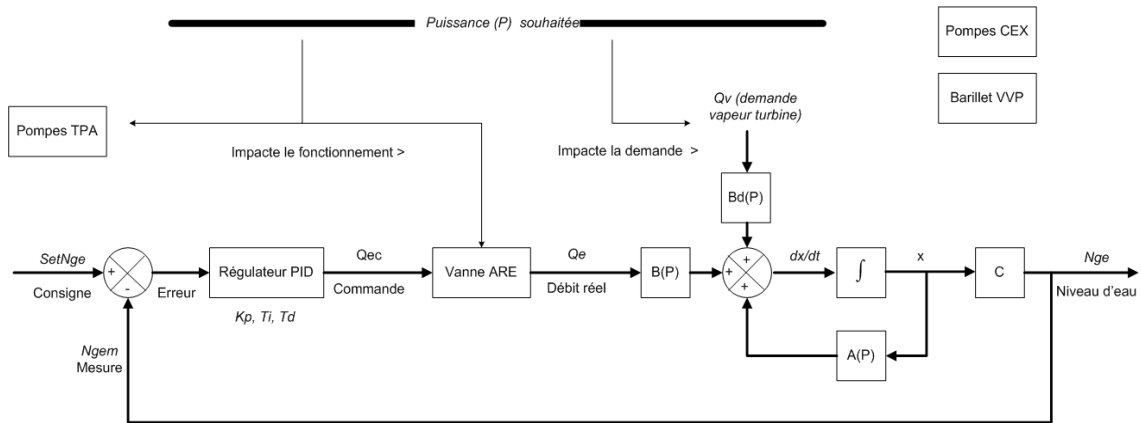 Puissance (P) souhaitée
Pompes CEX
Barillet VVP
Pompes TPA
Qv (demande
vapeur turbine)
Impacte le fonctionnement >
Impacte la demande >
Bd(P)
SetNge
Consigne
+
-
Erreur
Régulateur PID
Kp, Ti, Td
Qec
Commande
Vanne ARE
Qe
Débit réel
B(P)
+
+
+
dx/dt
∫
x
C
Nge
Niveau d'eau
A(P)
Ngem
Mesure